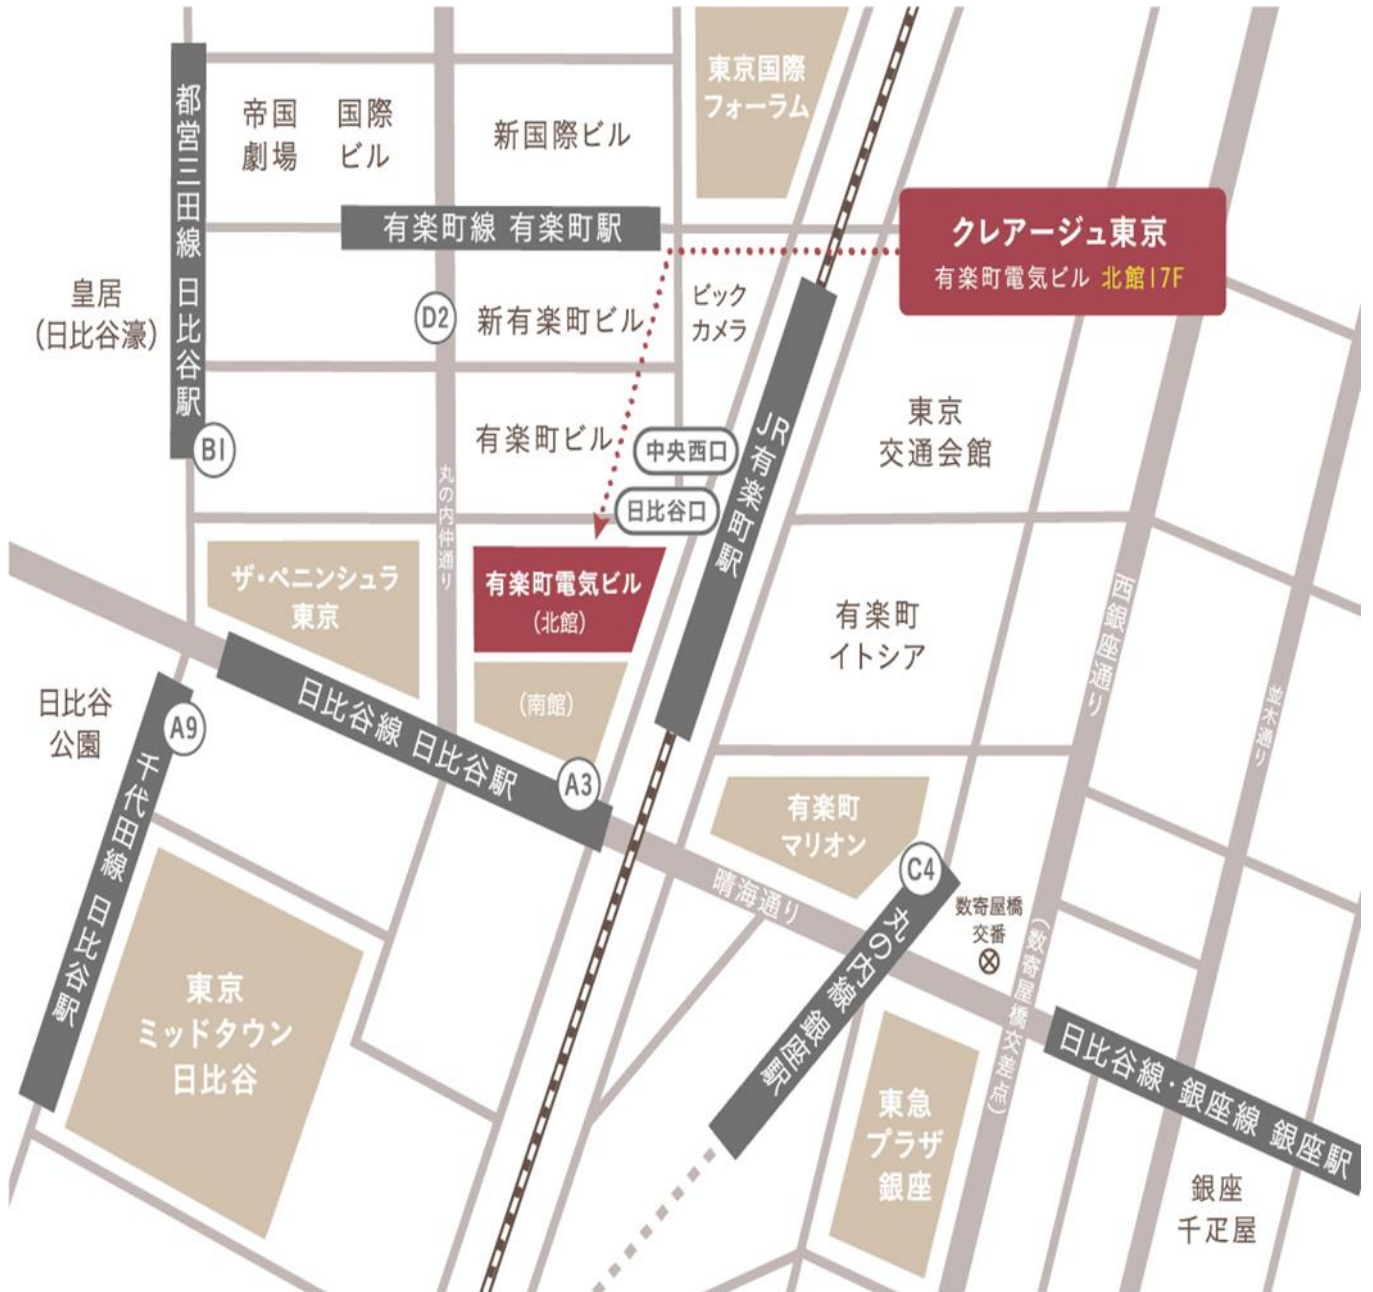 東京国際
フォーラム
都営三田線 日比谷駅
帝国
劇場
国際
ビル
新国際ビル
有楽町線 有楽町駅
クレアージュ東京
有楽町電気ビル 北館17F
皇居
(日比谷濠)
D2
新有楽町ビル
ビック
カメラ
JR有楽町駅
東京
交通会館
B1
有楽町ビル
中央西口
日比谷口
丸の内仲通り
ザ・ペニンシュラ
東京
有楽町電気ビル
(北館)
(南館)
有楽町
イトシア
西銀座通り
並木通り
日比谷
公園
A9
千代田線 日比谷駅
日比谷線 日比谷駅
A3
有楽町
マリオン
C4
晴海通り
丸の内線 銀座駅
数寄屋橋
交番
(数寄屋橋交差点)
東京
ミッドタウン
日比谷
日比谷線・銀座線 銀座駅
東急
プラザ
銀座
銀座
千疋屋